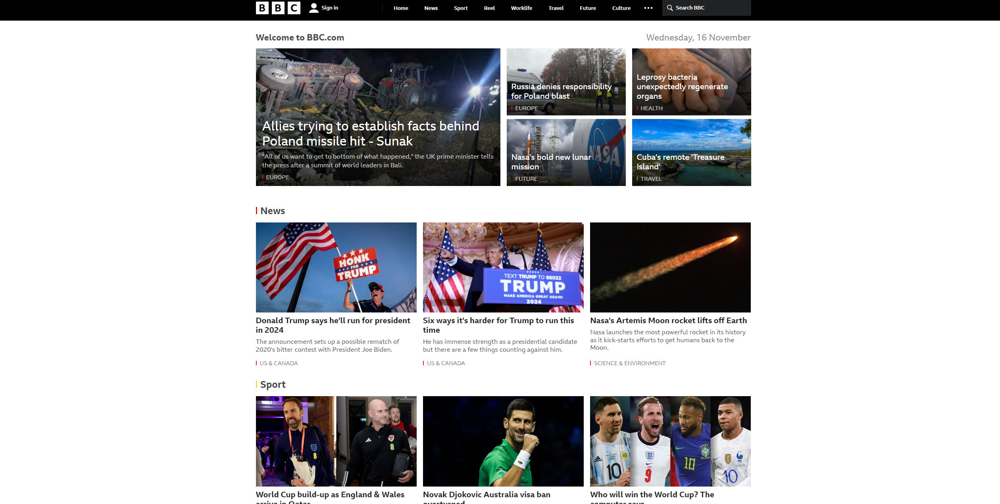 BBC
Sign in
Home
News
Sport
Reel
Worklife
Travel
Future
Culture
Search BBC
Welcome to BBC.com
Wednesday, 16 November
Allies trying to establish facts behind
Poland missile hit - Sunak
"All of us want to get to bottom of what happened," the UK prime minister tells
the press after a summit of world leaders in Bali.
EUROPE
Russia denies responsibility
for Poland blast
EUROPE
Leprosy bacteria
unexpectedly regenerate
organs
HEALTH
NASA
Nasa's bold new lunar
mission
FUTURE
Cuba's remote 'Treasure
Island'
TRAVEL
News
HONK
FOR
TRUMP
TEXT TRUMP TO 88022
TRUMP
MAKE AMERICA GREAT AGAIN!
2024
Donald Trump says he'll run for president
in 2024
The announcement sets up a possible rematch of
2020's bitter contest with President Joe Biden.
US & CANADA
Six ways it's harder for Trump to run this
time
He has immense strength as a presidential candidate
but there are a few things counting against him.
US & CANADA
Nasa's Artemis Moon rocket lifts off Earth
Nasa launches the most powerful rocket in its history
as it kick-starts efforts to get humans back to the
Moon.
SCIENCE & ENVIRONMENT
Sport
adidas
10
9
BRASIL
10
10
World Cup build-up as England & Wales
arrive in Qatar
Novak Djokovic Australia visa ban
overturned
Who will win the World Cup? The
computer says